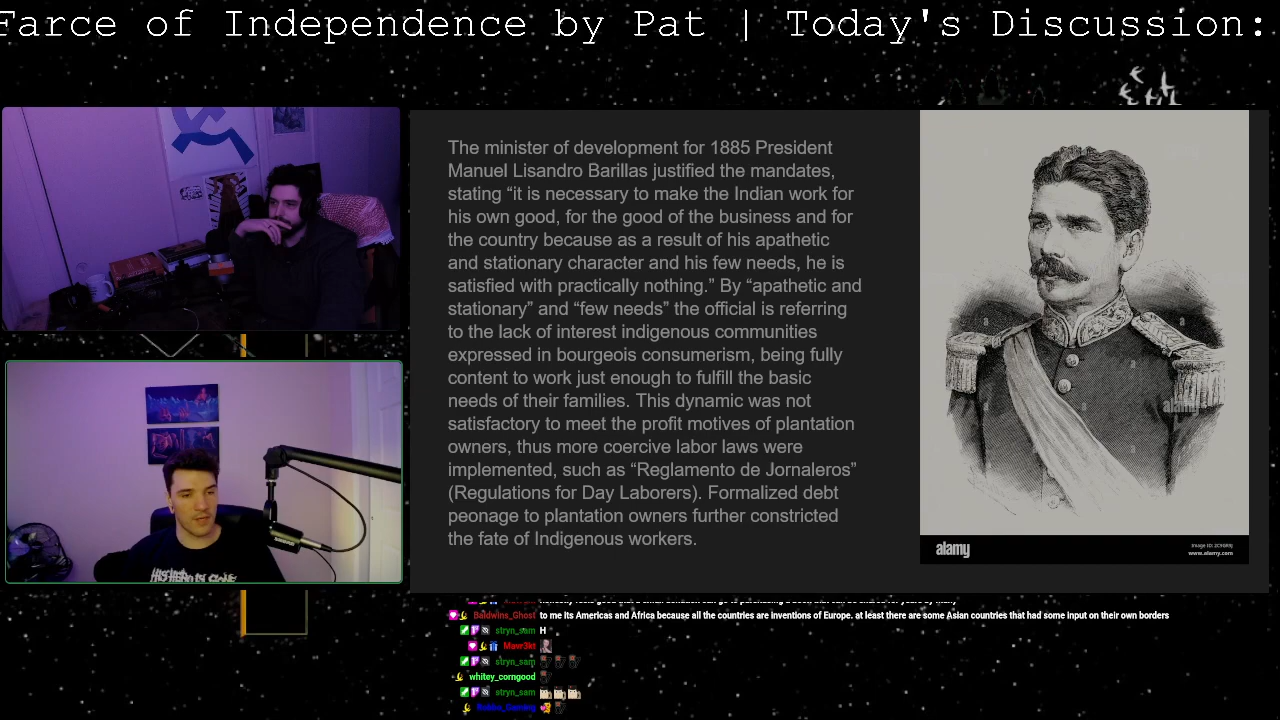 Farce of Independence by Pat | Today's Discussion:
The minister of development for 1885 President
Manuel Lisandro Barillas justified the mandates,
stating “it is necessary to make the Indian work for
his own good, for the good of the business and for
the country because as a result of his apathetic
and stationary character and his few needs, he is
satisfied with practically nothing.” By “apathetic and
stationary” and “few needs” the official is referring
to the lack of interest indigenous communities
expressed in bourgeois consumerism, being fully
content to work just enough to fulfill the basic
needs of their families. This dynamic was not
satisfactory to meet the profit motives of plantation
owners, thus more coercive labor laws were
implemented, such as “Reglamento de Jornaleros”
(Regulations for Day Laborers). Formalized debt
peonage to plantation owners further constricted
the fate of Indigenous workers.
a
a
a
a
alamy
a
alamy
www.alamy.com
Baldwins_Ghost to me its Americas and Africa because all the countries are inventions of Europe. at least there are some Asian countries that had some input on their own borders
stryn_sam H
Mavr3kt
stryn_sam
whitey_corngood
stryn_sam